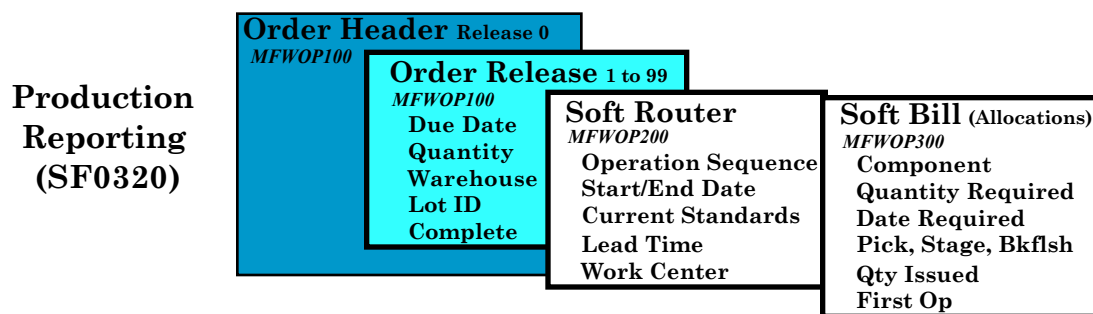 Production
Reporting
(SF0320)
Order Header Release 0
MFWOP100
Order Release 1 to 99
MFWOP100
Due Date
Quantity
Warehouse
Lot ID
Complete
Soft Router
MFWOP200
Operation Sequence
Start/End Date
Current Standards
Lead Time
Work Center
Soft Bill (Allocations)
MFWOP300
Component
Quantity Required
Date Required
Pick, Stage, Bkflsh
Qty Issued
First Op